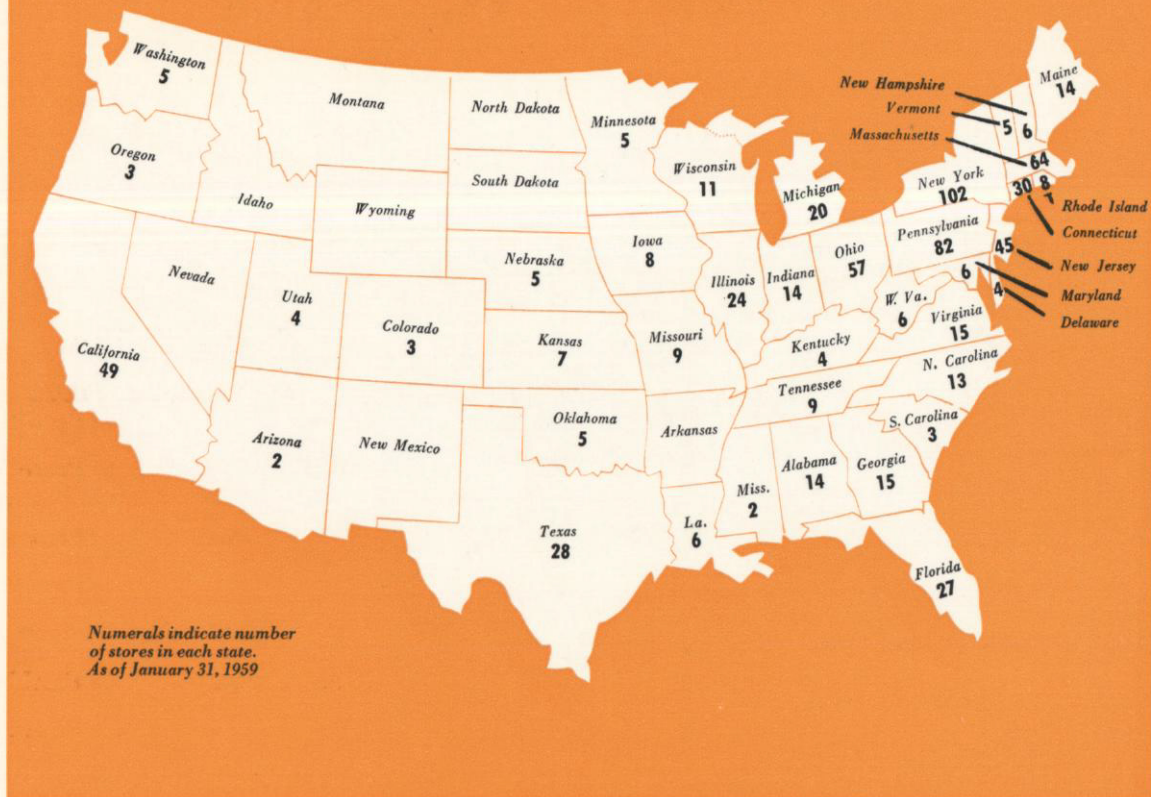 Washington
5
Montana
North Dakota
Minnesota
5
New Hampshire
Vermont
5
6
Maine
14
Massachusetts
64
Oregon
3
Idaho
Wyoming
South Dakota
Wisconsin
11
Michigan
20
New York
102
30
8
Rhode Island
Connecticut
Nevada
Utah
4
Colorado
3
Nebraska
5
Iowa
8
Illinois
24
Indiana
14
Ohio
57
Pennsylvania
82
45
New Jersey
6
Maryland
4
Delaware
W. Va.
6
Virginia
15
California
49
Kansas
7
Missouri
9
Kentucky
4
Tennessee
9
N. Carolina
13
S. Carolina
3
Arizona
2
New Mexico
Oklahoma
5
Arkansas
Miss.
2
Alabama
14
Georgia
15
Texas
28
La.
6
Florida
27
Numerals indicate number
of stores in each state.
As of January 31, 1959